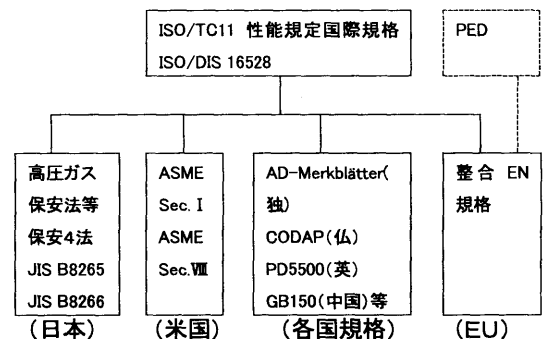 ISO/TC11 性能規定国際規格
ISO/DIS 16528
PED
高圧ガス
保安法等
保安4法
JIS B8265
JIS B8266
(日本)
ASME
Sec. I
ASME
Sec.Ⅷ
(米国)
AD-Merkblätter(
独)
CODAP(仏)
PD5500(英)
GB150(中国)等
(各国規格)
整合 EN
規格
(EU)